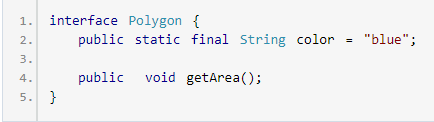 1. interface Polygon {
2.     public static final String color = "blue";
3.
4.     public  void getArea();
5. }